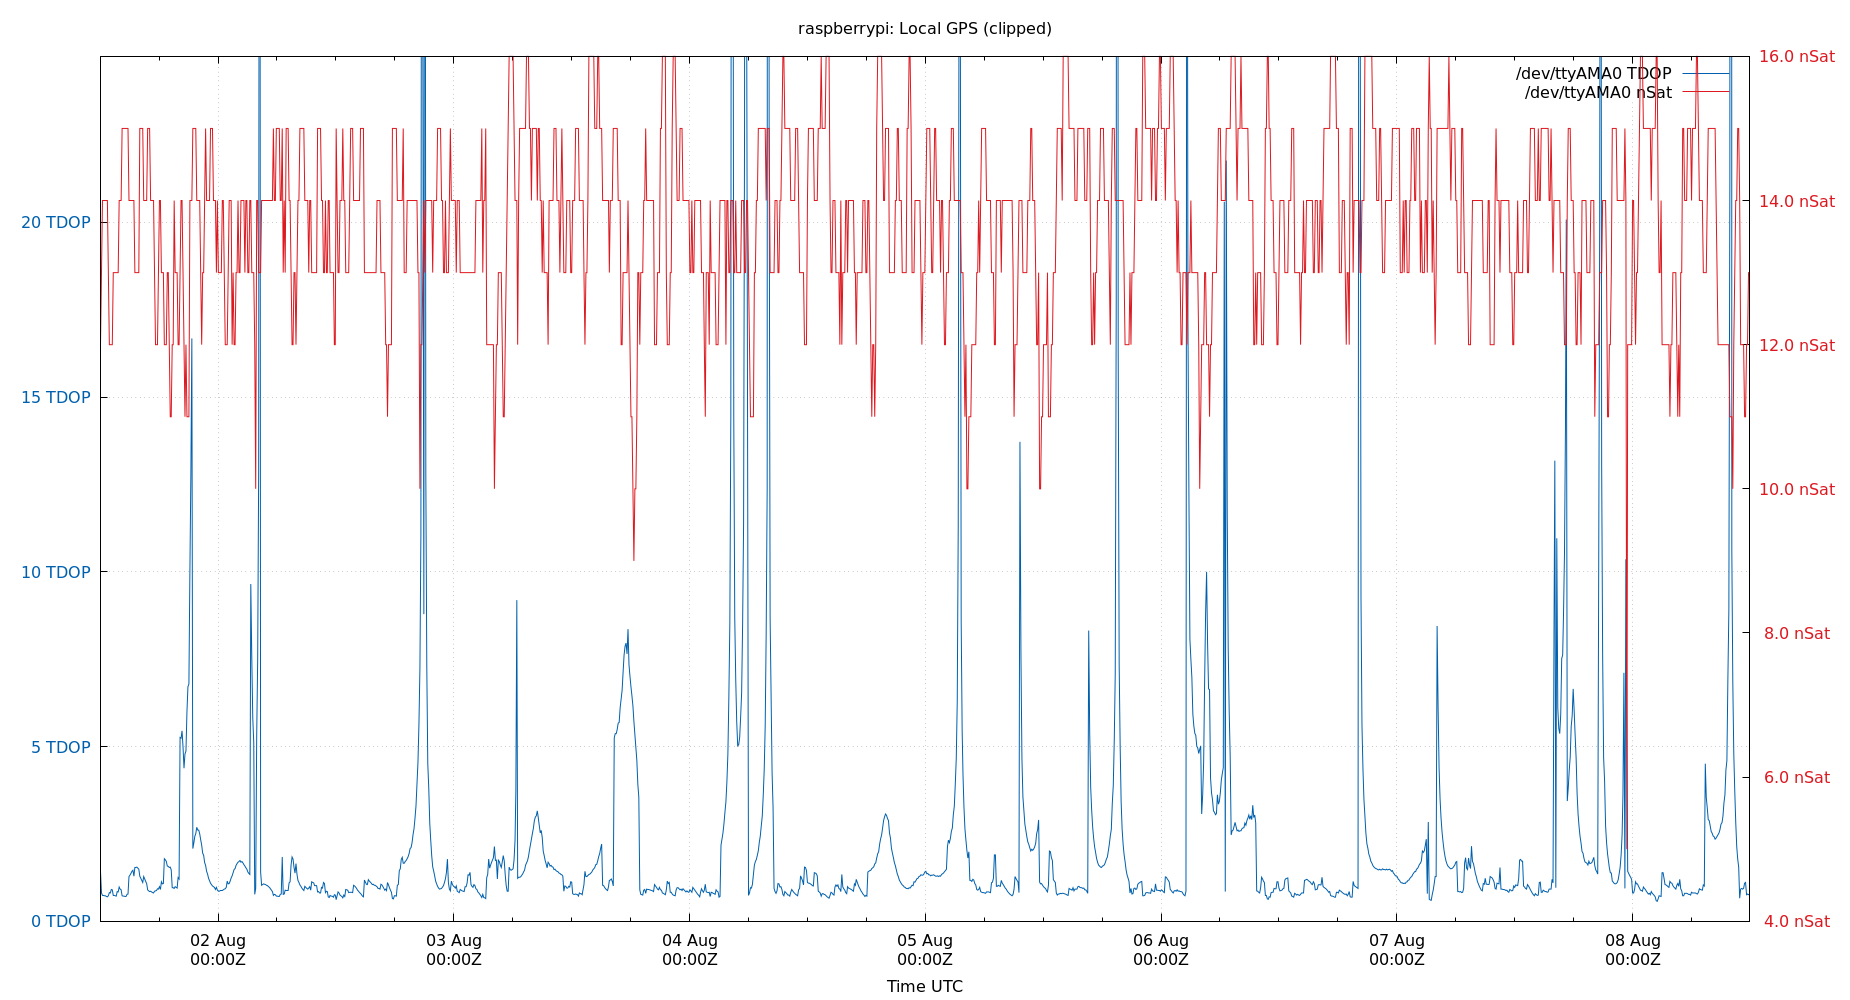 raspberrypi: Local GPS (clipped)
/dev/ttyAMA0 TDOP
/dev/ttyAMA0 nSat
20 TDOP
15 TDOP
10 TDOP
5 TDOP
0 TDOP
16.0 nSat
14.0 nSat
12.0 nSat
10.0 nSat
8.0 nSat
6.0 nSat
4.0 nSat
02 Aug 03 Aug 04 Aug 05 Aug 06 Aug 07 Aug 08 Aug
00:00Z 00:00Z 00:00Z 00:00Z 00:00Z 00:00Z 00:00Z
Time UTC